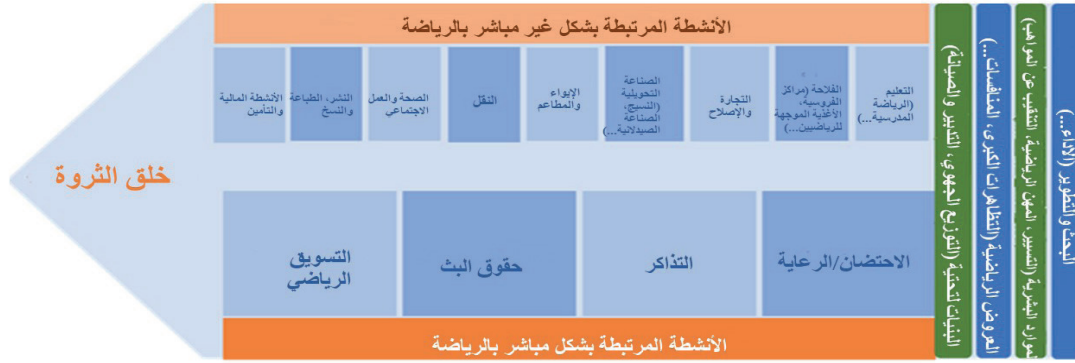 البحث والتطوير (الأداء...)
لموارد البشرية (التسيير، المهن الرياضية، التنقيب عن المواهب)
العروض الرياضية (التظاهرات الكبرى، المنافسات...)
البنيات لتحتية (التوزيع الجهوي، التدبير والصيانة)
الأنشطة المرتبطة بشكل غير مباشر بالرياضة
التعليم
(الرياضة
المدرسية...)
الفلاحة (مراكز
الفروسية،
الأغذية الموجهة
للرياضيين...)
التجارة
والإصلاح
الصناعة
التحويلية
(النسيج،
الصناعة
الصيدلانية...)
الإيواء
والمطاعم
النقل
الصحة والعمل
الاجتماعي
النشر، الطباعة
والنسخ
الأنشطة المالية
والتأمين
خلق الثروة
الاحتضان/الرعاية
التذاكر
حقوق البث
التسويق
الرياضي
الأنشطة المرتبطة بشكل مباشر بالرياضة